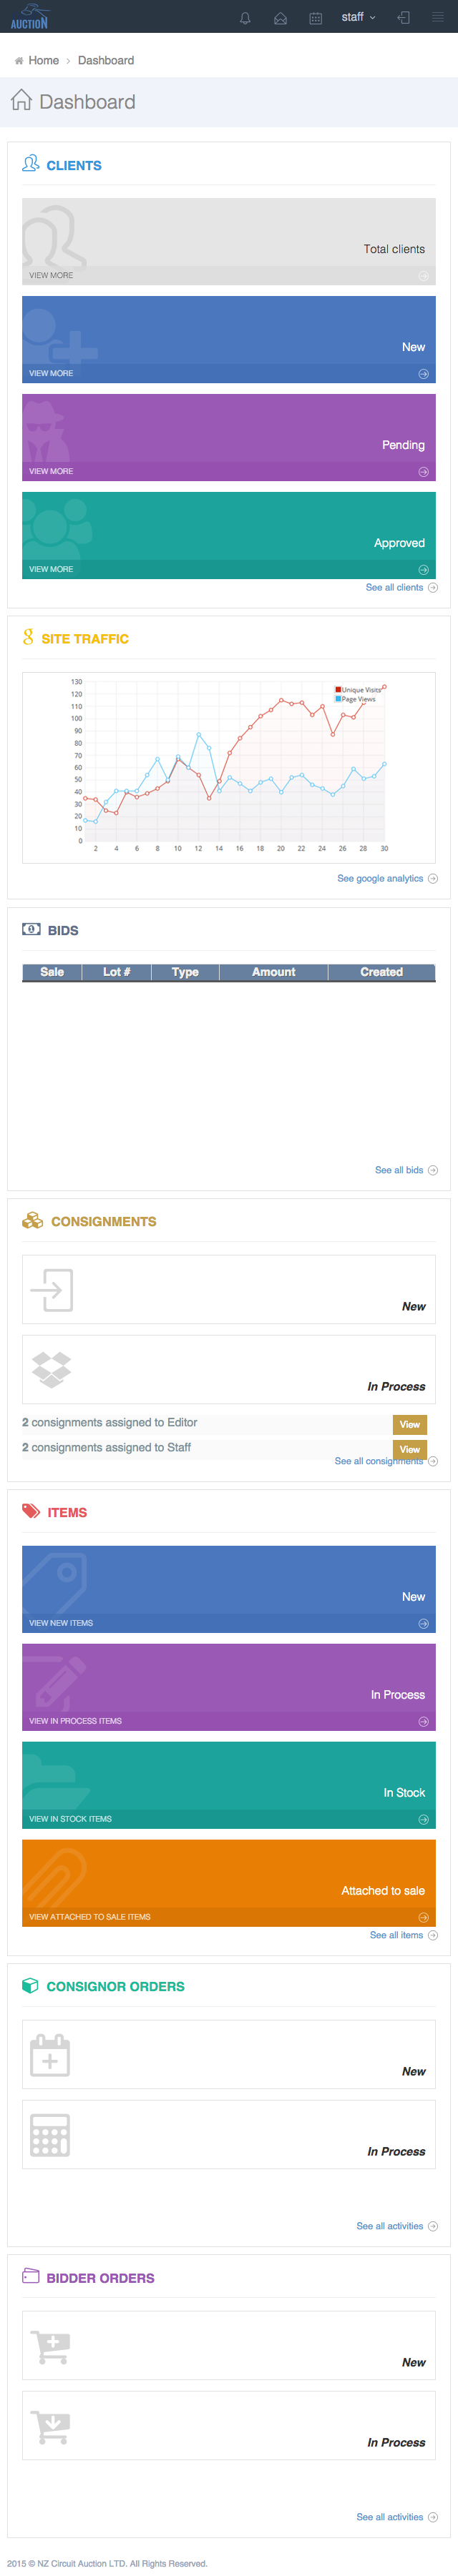 AUCTION
staff
Home > Dashboard
Dashboard
CLIENTS
Total clients
VIEW MORE
New
VIEW MORE
Pending
VIEW MORE
Approved
VIEW MORE
See all clients
SITE TRAFFIC
130
120
110
100
90
80
70
60
50
40
30
20
10
0
Unique Visits
Page Views
2 4 6 8 10 12 14 16 18 20 22 24 26 28 30
See google analytics
BIDS
Sale Lot # Type Amount Created
See all bids
CONSIGNMENTS
New
In Process
2 consignments assigned to Editor View
2 consignments assigned to Staff View
See all consignments
ITEMS
New
VIEW NEW ITEMS
In Process
VIEW IN PROCESS ITEMS
In Stock
VIEW IN STOCK ITEMS
Attached to sale
VIEW ATTACHED TO SALE ITEMS
See all items
CONSIGNOR ORDERS
New
In Process
See all activities
BIDDER ORDERS
New
In Process
See all activities
2015 © NZ Circuit Auction LTD. All Rights Reserved.